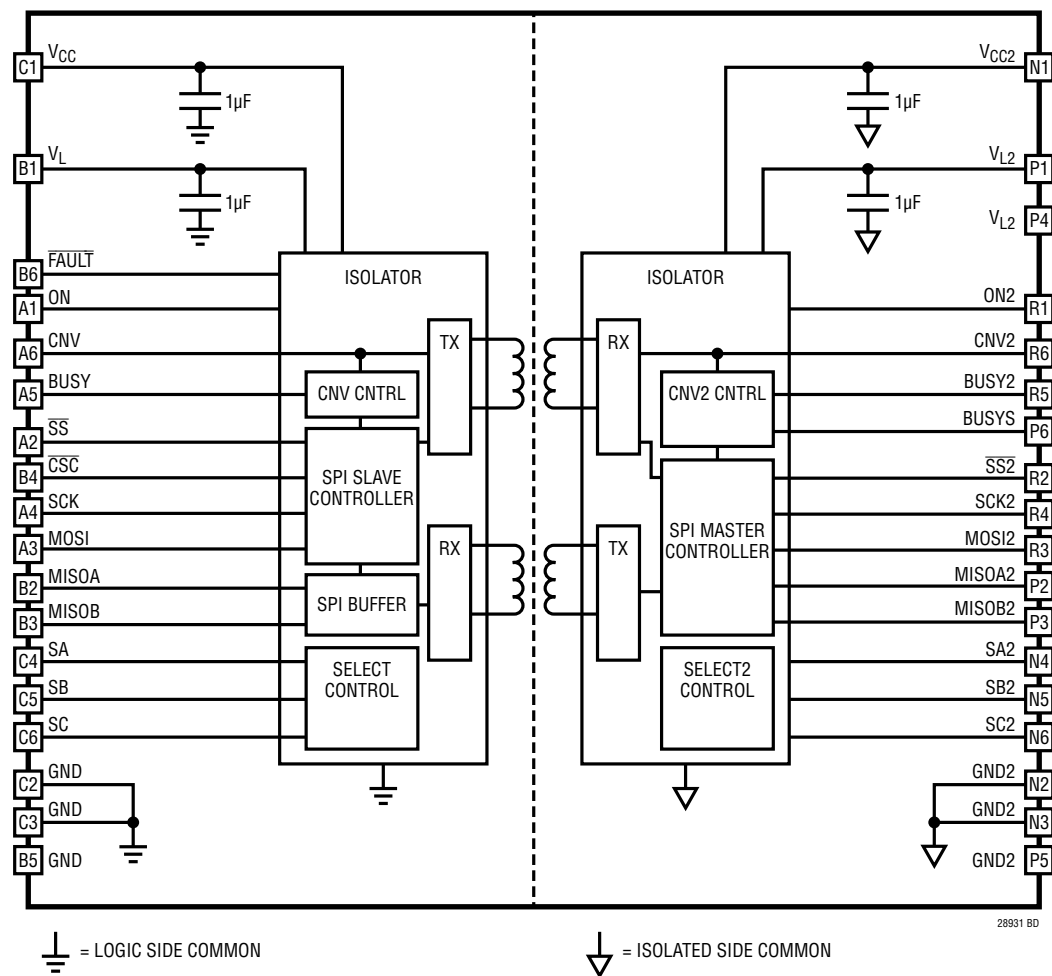 C1 VCC
VCC2 N1
1µF
1µF
B1 VL
VL2 P1
1µF
1µF
VL2 P4
B6 FAULT
ISOLATOR
ISOLATOR
A1 ON
ON2 R1
A6 CNV
TX
RX
CNV2 R6
A5 BUSY
CNV CNTRL
CNV2 CNTRL
BUSY2 R5
BUSYS P6
A2 SS
B4 CSC
SPI SLAVE
CONTROLLER
SS2 R2
A4 SCK
SCK2 R4
A3 MOSI
RX
TX
SPI MASTER
CONTROLLER
MOSI2 R3
B2 MISOA
SPI BUFFER
MISOA2 P2
B3 MISOB
MISOB2 P3
C4 SA
SELECT
CONTROL
SELECT2
CONTROL
SA2 N4
C5 SB
SB2 N5
C6 SC
SC2 N6
C2 GND
GND2 N2
C3 GND
GND2 N3
B5 GND
GND2 P5
28931 BD
= LOGIC SIDE COMMON
= ISOLATED SIDE COMMON